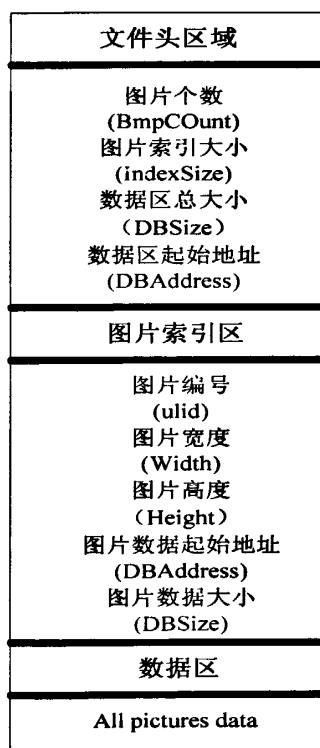 文件头区域
图片个数
(BmpCOunt)
图片索引大小
(indexSize)
数据区总大小
（DBSize）
数据区起始地址
(DBAddress)
图片索引区
图片编号
(ulid)
图片宽度
(Width)
图片高度
（Height）
图片数据起始地址
(DBAddress)
图片数据大小
(DBSize)
数据区
All pictures data